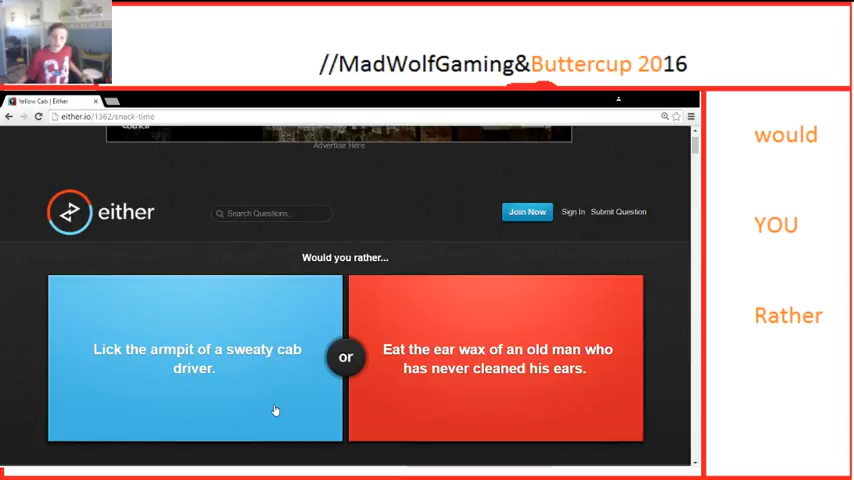 //MadWolfGaming&Buttercup 2016
Yellow Cab | Either
either.io/1362/snack-time
Advertise Here
either
Search Questions...
Join Now
Sign In
Submit Question
Would you rather...
Lick the armpit of a sweaty cab
driver.
or
Eat the ear wax of an old man who
has never cleaned his ears.
would
YOU
Rather